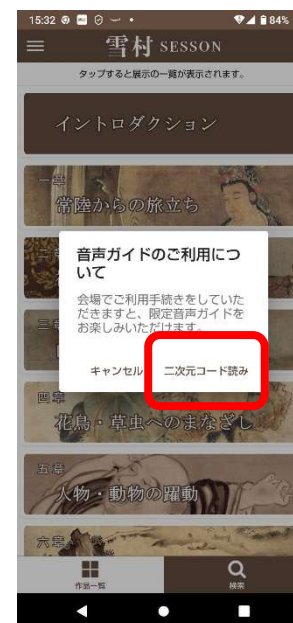 15:32
84%
雪村 SESSON
タップすると展示の一覧が表示されます。
イントロダクション
一章
常陸からの旅立ち
音声ガイドのご利用につ
いて
会場でご利用手続きをしていた
だきますと、限定音声ガイドを
お楽しみいただけます。
キャンセル
二次元コード読み
四章
花鳥・草虫へのまなざし
五章
人物・動物の躍動
六章
作品一覧
検索